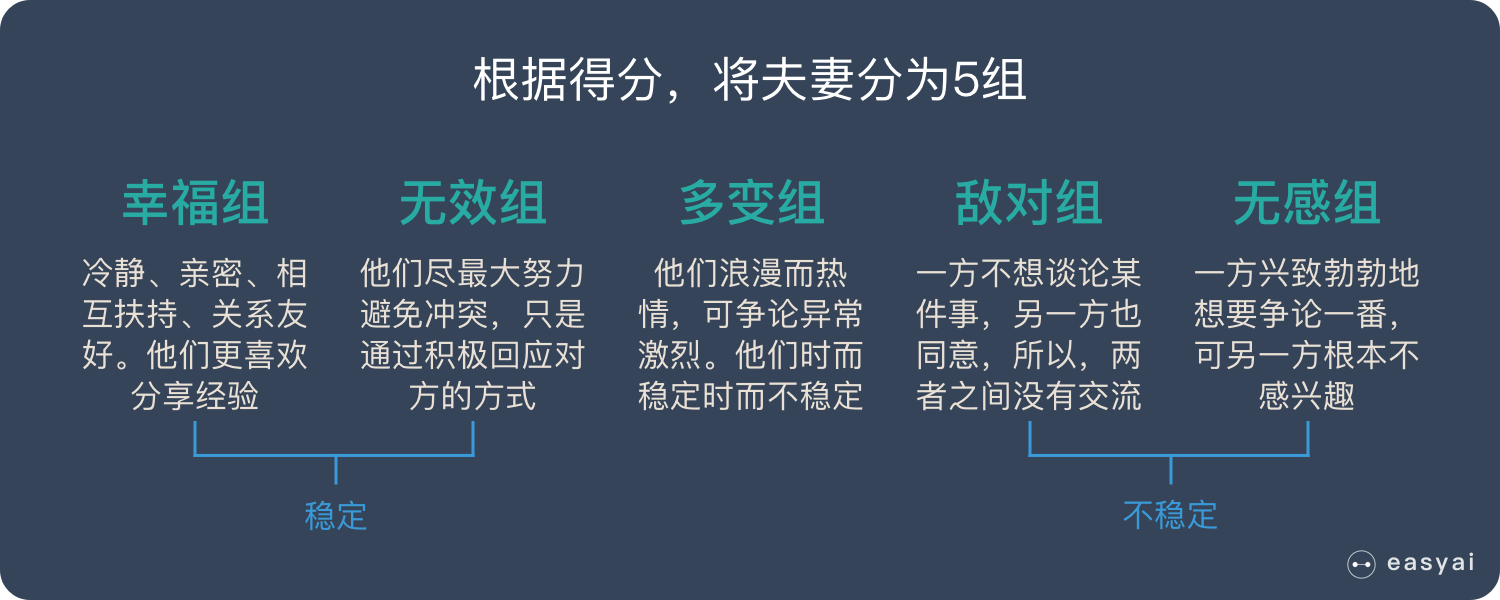 根据得分，将夫妻分为5组
幸福组
冷静、亲密、相
互扶持、关系友
好。他们更喜欢
分享经验
无效组
他们尽最大努力
避免冲突，只是
通过积极回应对
方的方式
多变组
他们浪漫而热
情，可争论异常
激烈。他们时而
稳定时而不稳定
敌对组
一方不想谈论某
件事，另一方也
同意，所以，两
者之间没有交流
无感组
一方兴致勃勃地
想要争论一番，
可另一方根本不
感兴趣
稳定
不稳定
easyai